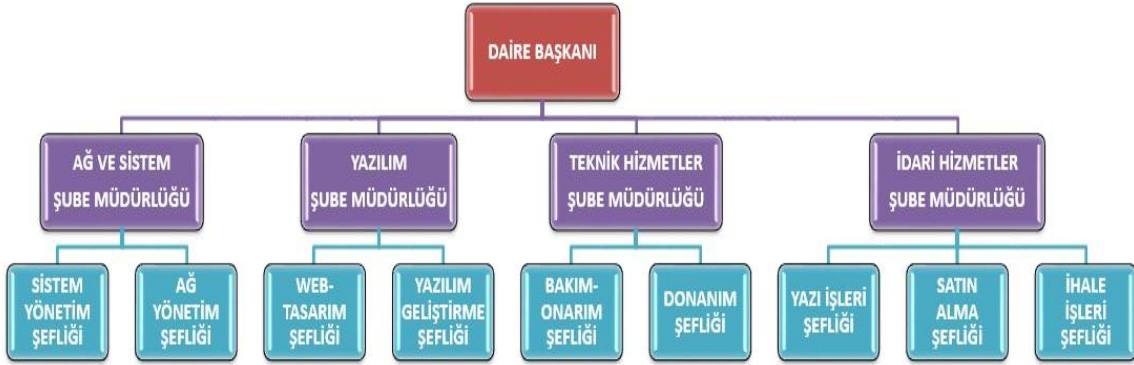 DAİRE BAŞKANI
AĞ VE SİSTEM
ŞUBE MÜDÜRLÜĞÜ
YAZILIM
ŞUBE MÜDÜRLÜĞÜ
TEKNİK HİZMETLER
ŞUBE MÜDÜRLÜĞÜ
İDARİ HİZMETLER
ŞUBE MÜDÜRLÜĞÜ
SİSTEM
YÖNETİM
ŞEFLİĞİ
AĞ
YÖNETİM
ŞEFLİĞİ
WEB-
TASARIM
ŞEFLİĞİ
YAZILIM
GELİŞTİRME
ŞEFLİĞİ
BAKIM-
ONARIM
ŞEFLİĞİ
DONANIM
ŞEFLİĞİ
YAZI İŞLERİ
ŞEFLİĞİ
SATIN
ALMA
ŞEFLİĞİ
İHALE
İŞLERİ
ŞEFLİĞİ